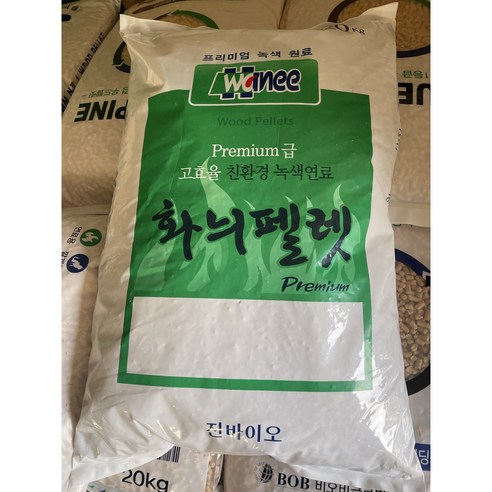 프리미엄 녹색 원료
Wanee
Wood Pellets
Premium급
고효율 친환경 녹색연료
화늬펠렛
Premium
진바이오
20kg
BOB
PINE